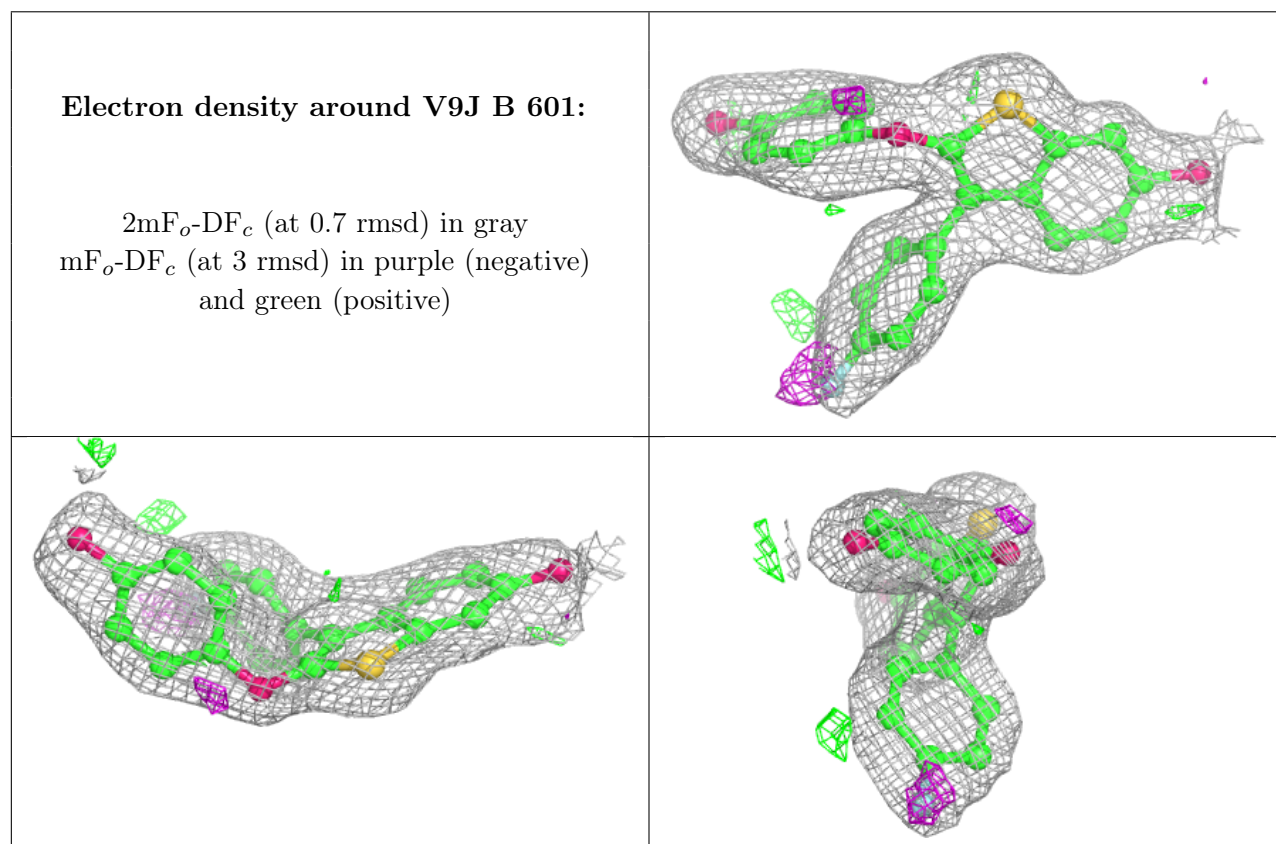 Electron density around V9J B 601:
2mFo-DFc (at 0.7 rmsd) in gray
mFo-DFc (at 3 rmsd) in purple (negative)
and green (positive)